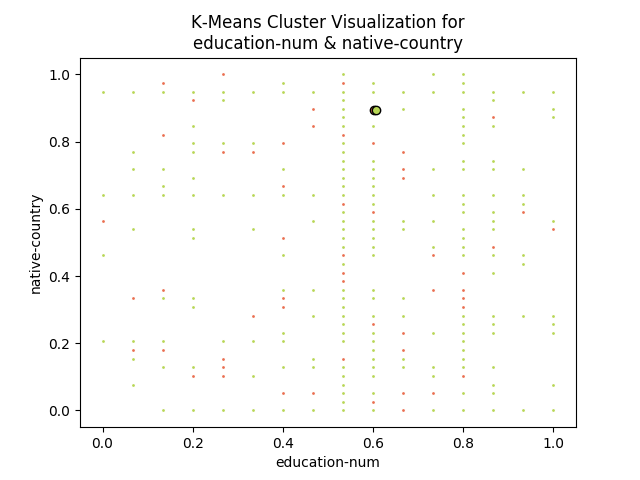 K-Means Cluster Visualization for
education-num & native-country
1.0
0.8
0.6
0.4
0.2
0.0
native-country
0.0 0.2 0.4 0.6 0.8 1.0
education-num